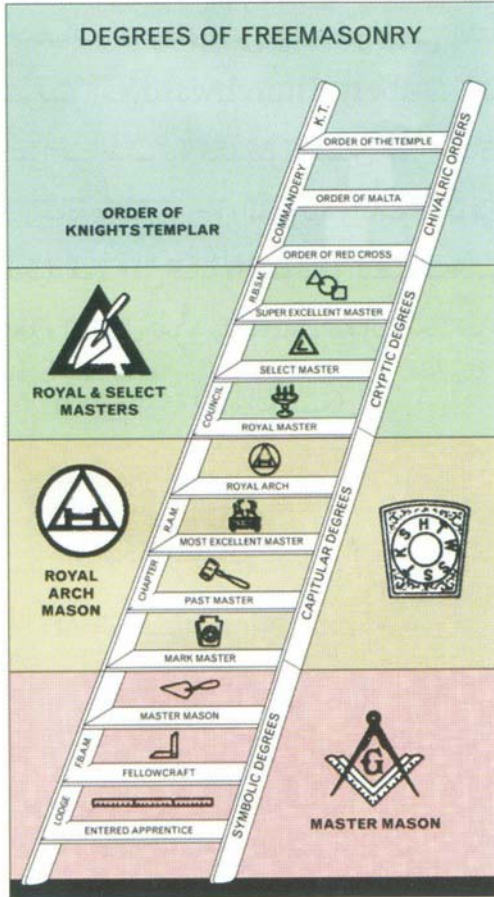 DEGREES OF FREEMASONRY
K.T.
ORDER OF THE TEMPLE
COMMANDERY
CHIVALRIC ORDERS
ORDER OF MALTA
ORDER OF
KNIGHTS TEMPLAR
ORDER OF RED CROSS
R.&S.M.
SUPER EXCELLENT MASTER
CRYPTIC DEGREES
SELECT MASTER
ROYAL & SELECT
MASTERS
COUNCIL
ROYAL MASTER
ROYAL ARCH
R.A.M.
MOST EXCELLENT MASTER
CAPITULAR DEGREES
H T W S S T K S
ROYAL
ARCH
MASON
CHAPTER
PAST MASTER
MARK MASTER
MASTER MASON
F.&A.M.
FELLOWCRAFT
SYMBOLIC DEGREES
G
MASTER MASON
LODGE
ENTERED APPRENTICE